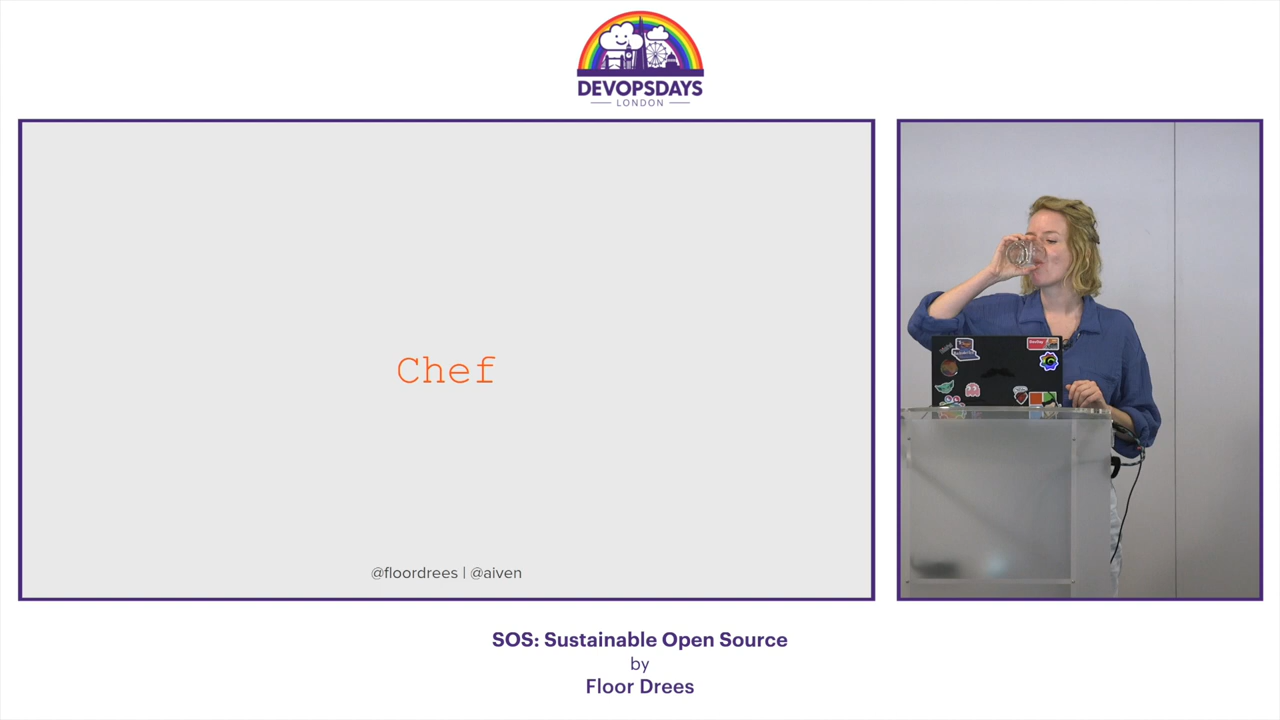 DEVOPSDAYS
LONDON
Chef
@floordrees | @aiven
SOS: Sustainable Open Source
by
Floor Drees